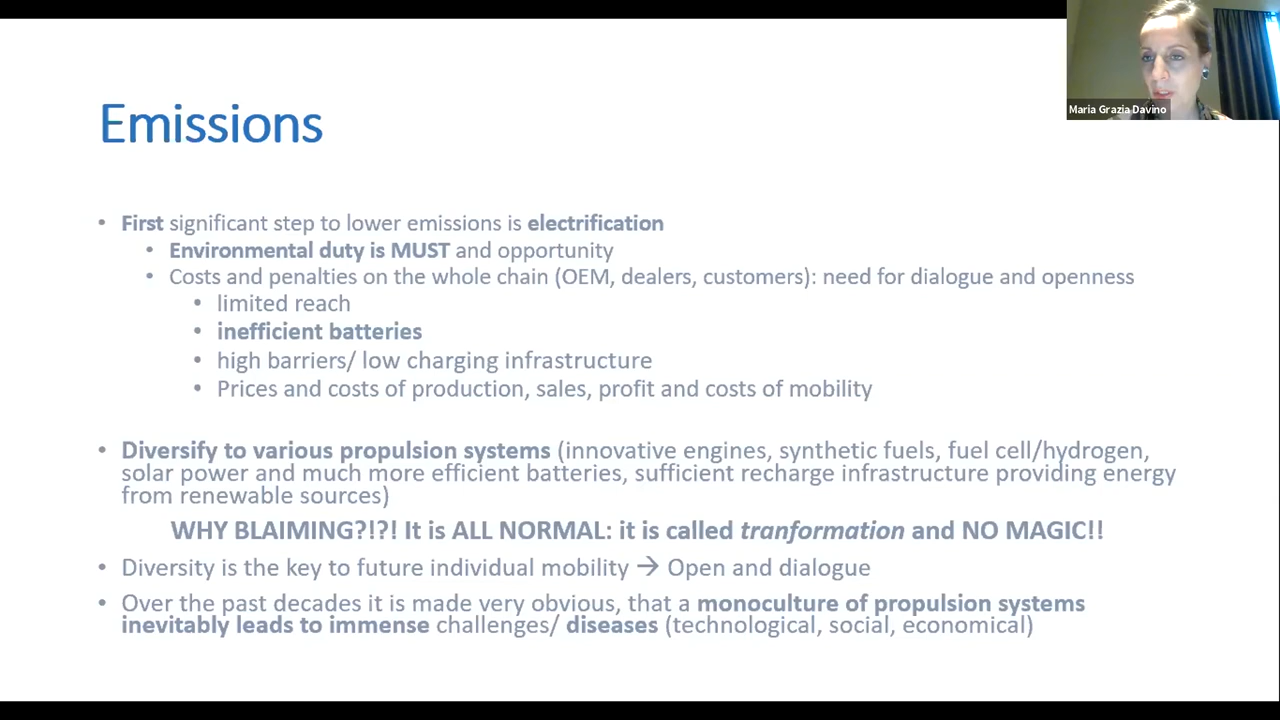 Maria Grazia Davino
Emissions
• First significant step to lower emissions is electrification
• Environmental duty is MUST and opportunity
• Costs and penalties on the whole chain (OEM, dealers, customers): need for dialogue and openness
• limited reach
• inefficient batteries
• high barriers/ low charging infrastructure
• Prices and costs of production, sales, profit and costs of mobility
• Diversify to various propulsion systems (innovative engines, synthetic fuels, fuel cell/hydrogen,
solar power and much more efficient batteries, sufficient recharge infrastructure providing energy
from renewable sources)
WHY BLAIMING?!?! It is ALL NORMAL: it is called tranformation and NO MAGIC!!
• Diversity is the key to future individual mobility → Open and dialogue
• Over the past decades it is made very obvious, that a monoculture of propulsion systems
inevitably leads to immense challenges/ diseases (technological, social, economical)